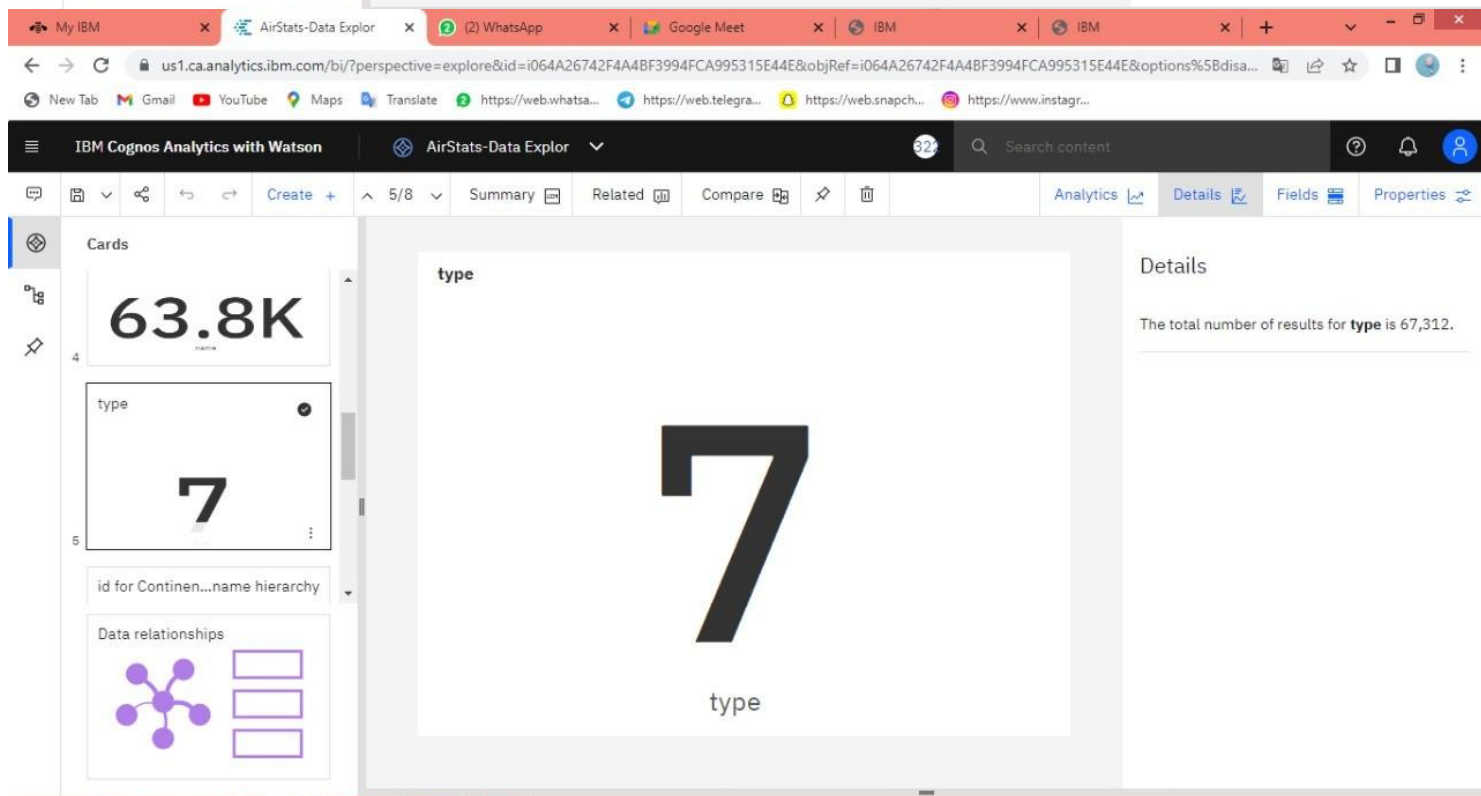 My IBM
AirStats-Data Explor
(2) WhatsApp
Google Meet
IBM
IBM
us1.ca.analytics.ibm.com/bi/?perspective=explore&id=i064A26742F4A4BF3994FCA995315E44E&objRef=i064A26742F4A4BF3994FCA995315E44E&options%5Bdisa...
New Tab
Gmail
YouTube
Maps
Translate
https://web.whatsa...
https://web.telegra...
https://web.snapch...
https://www.instagr...
IBM Cognos Analytics with Watson
AirStats-Data Explor
322
Search content
Create +
5/8
Summary
Related
Compare
Analytics
Details
Fields
Properties
Cards
63.8K
name
4
type
7
5
id for Continen...name hierarchy
Data relationships
type
7
type
Details
The total number of results for type is 67,312.